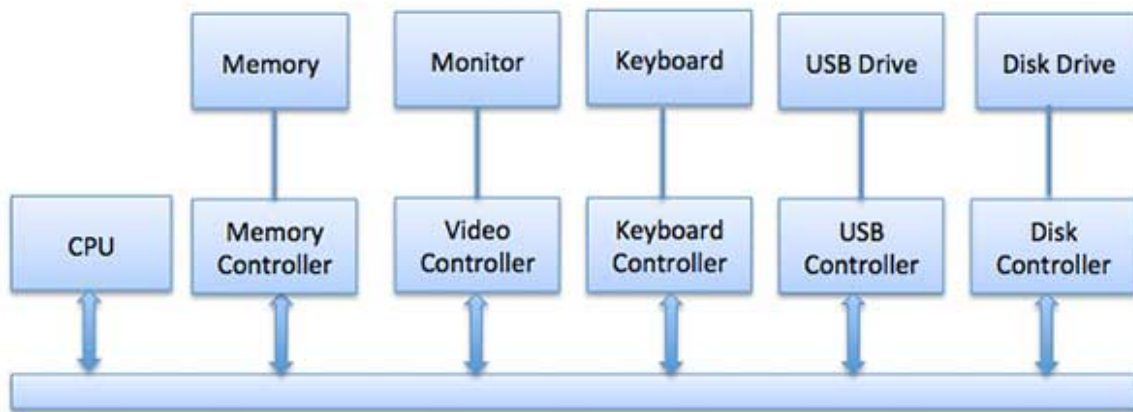 Memory
Monitor
Keyboard
USB Drive
Disk Drive
CPU
Memory
Controller
Video
Controller
Keyboard
Controller
USB
Controller
Disk
Controller